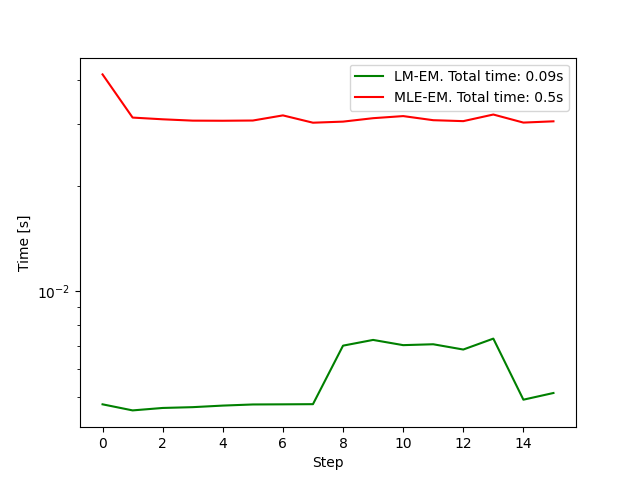 LM-EM. Total time: 0.09s
MLE-EM. Total time: 0.5s
Time [s]
10⁻²
0 2 4 6 8 10 12 14
Step